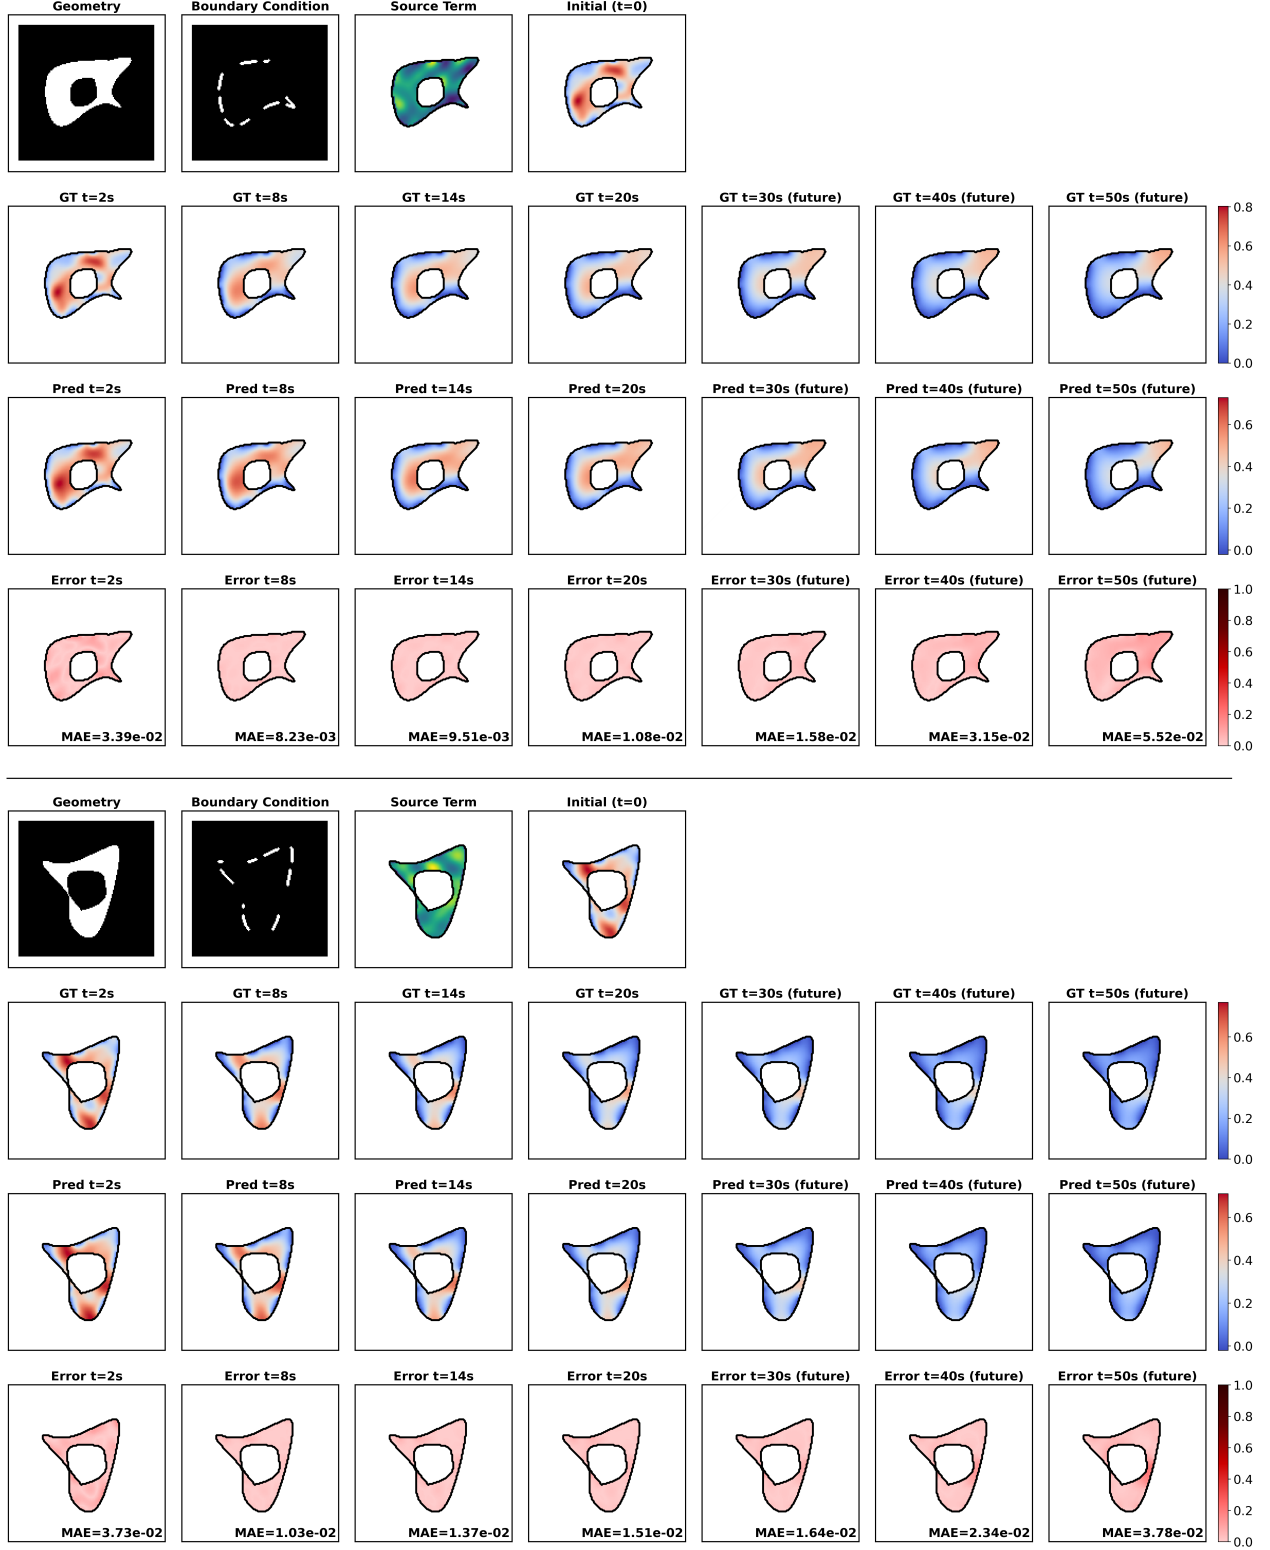 Geometry Boundary Condition Source Term Initial (t=0)
GT t=2s GT t=8s GT t=14s GT t=20s GT t=30s (future) GT t=40s (future) GT t=50s (future)
0.8
0.6
0.4
0.2
0.0
Pred t=2s Pred t=8s Pred t=14s Pred t=20s Pred t=30s (future) Pred t=40s (future) Pred t=50s (future)
0.6
0.4
0.2
0.0
Error t=2s Error t=8s Error t=14s Error t=20s Error t=30s (future) Error t=40s (future) Error t=50s (future)
1.0
0.8
0.6
0.4
0.2
0.0
MAE=3.39e-02 MAE=8.23e-03 MAE=9.51e-03 MAE=1.08e-02 MAE=1.58e-02 MAE=3.15e-02 MAE=5.52e-02
Geometry Boundary Condition Source Term Initial (t=0)
GT t=2s GT t=8s GT t=14s GT t=20s GT t=30s (future) GT t=40s (future) GT t=50s (future)
0.6
0.4
0.2
0.0
Pred t=2s Pred t=8s Pred t=14s Pred t=20s Pred t=30s (future) Pred t=40s (future) Pred t=50s (future)
0.6
0.4
0.2
0.0
Error t=2s Error t=8s Error t=14s Error t=20s Error t=30s (future) Error t=40s (future) Error t=50s (future)
1.0
0.8
0.6
0.4
0.2
0.0
MAE=3.73e-02 MAE=1.03e-02 MAE=1.37e-02 MAE=1.51e-02 MAE=1.64e-02 MAE=2.34e-02 MAE=3.78e-02